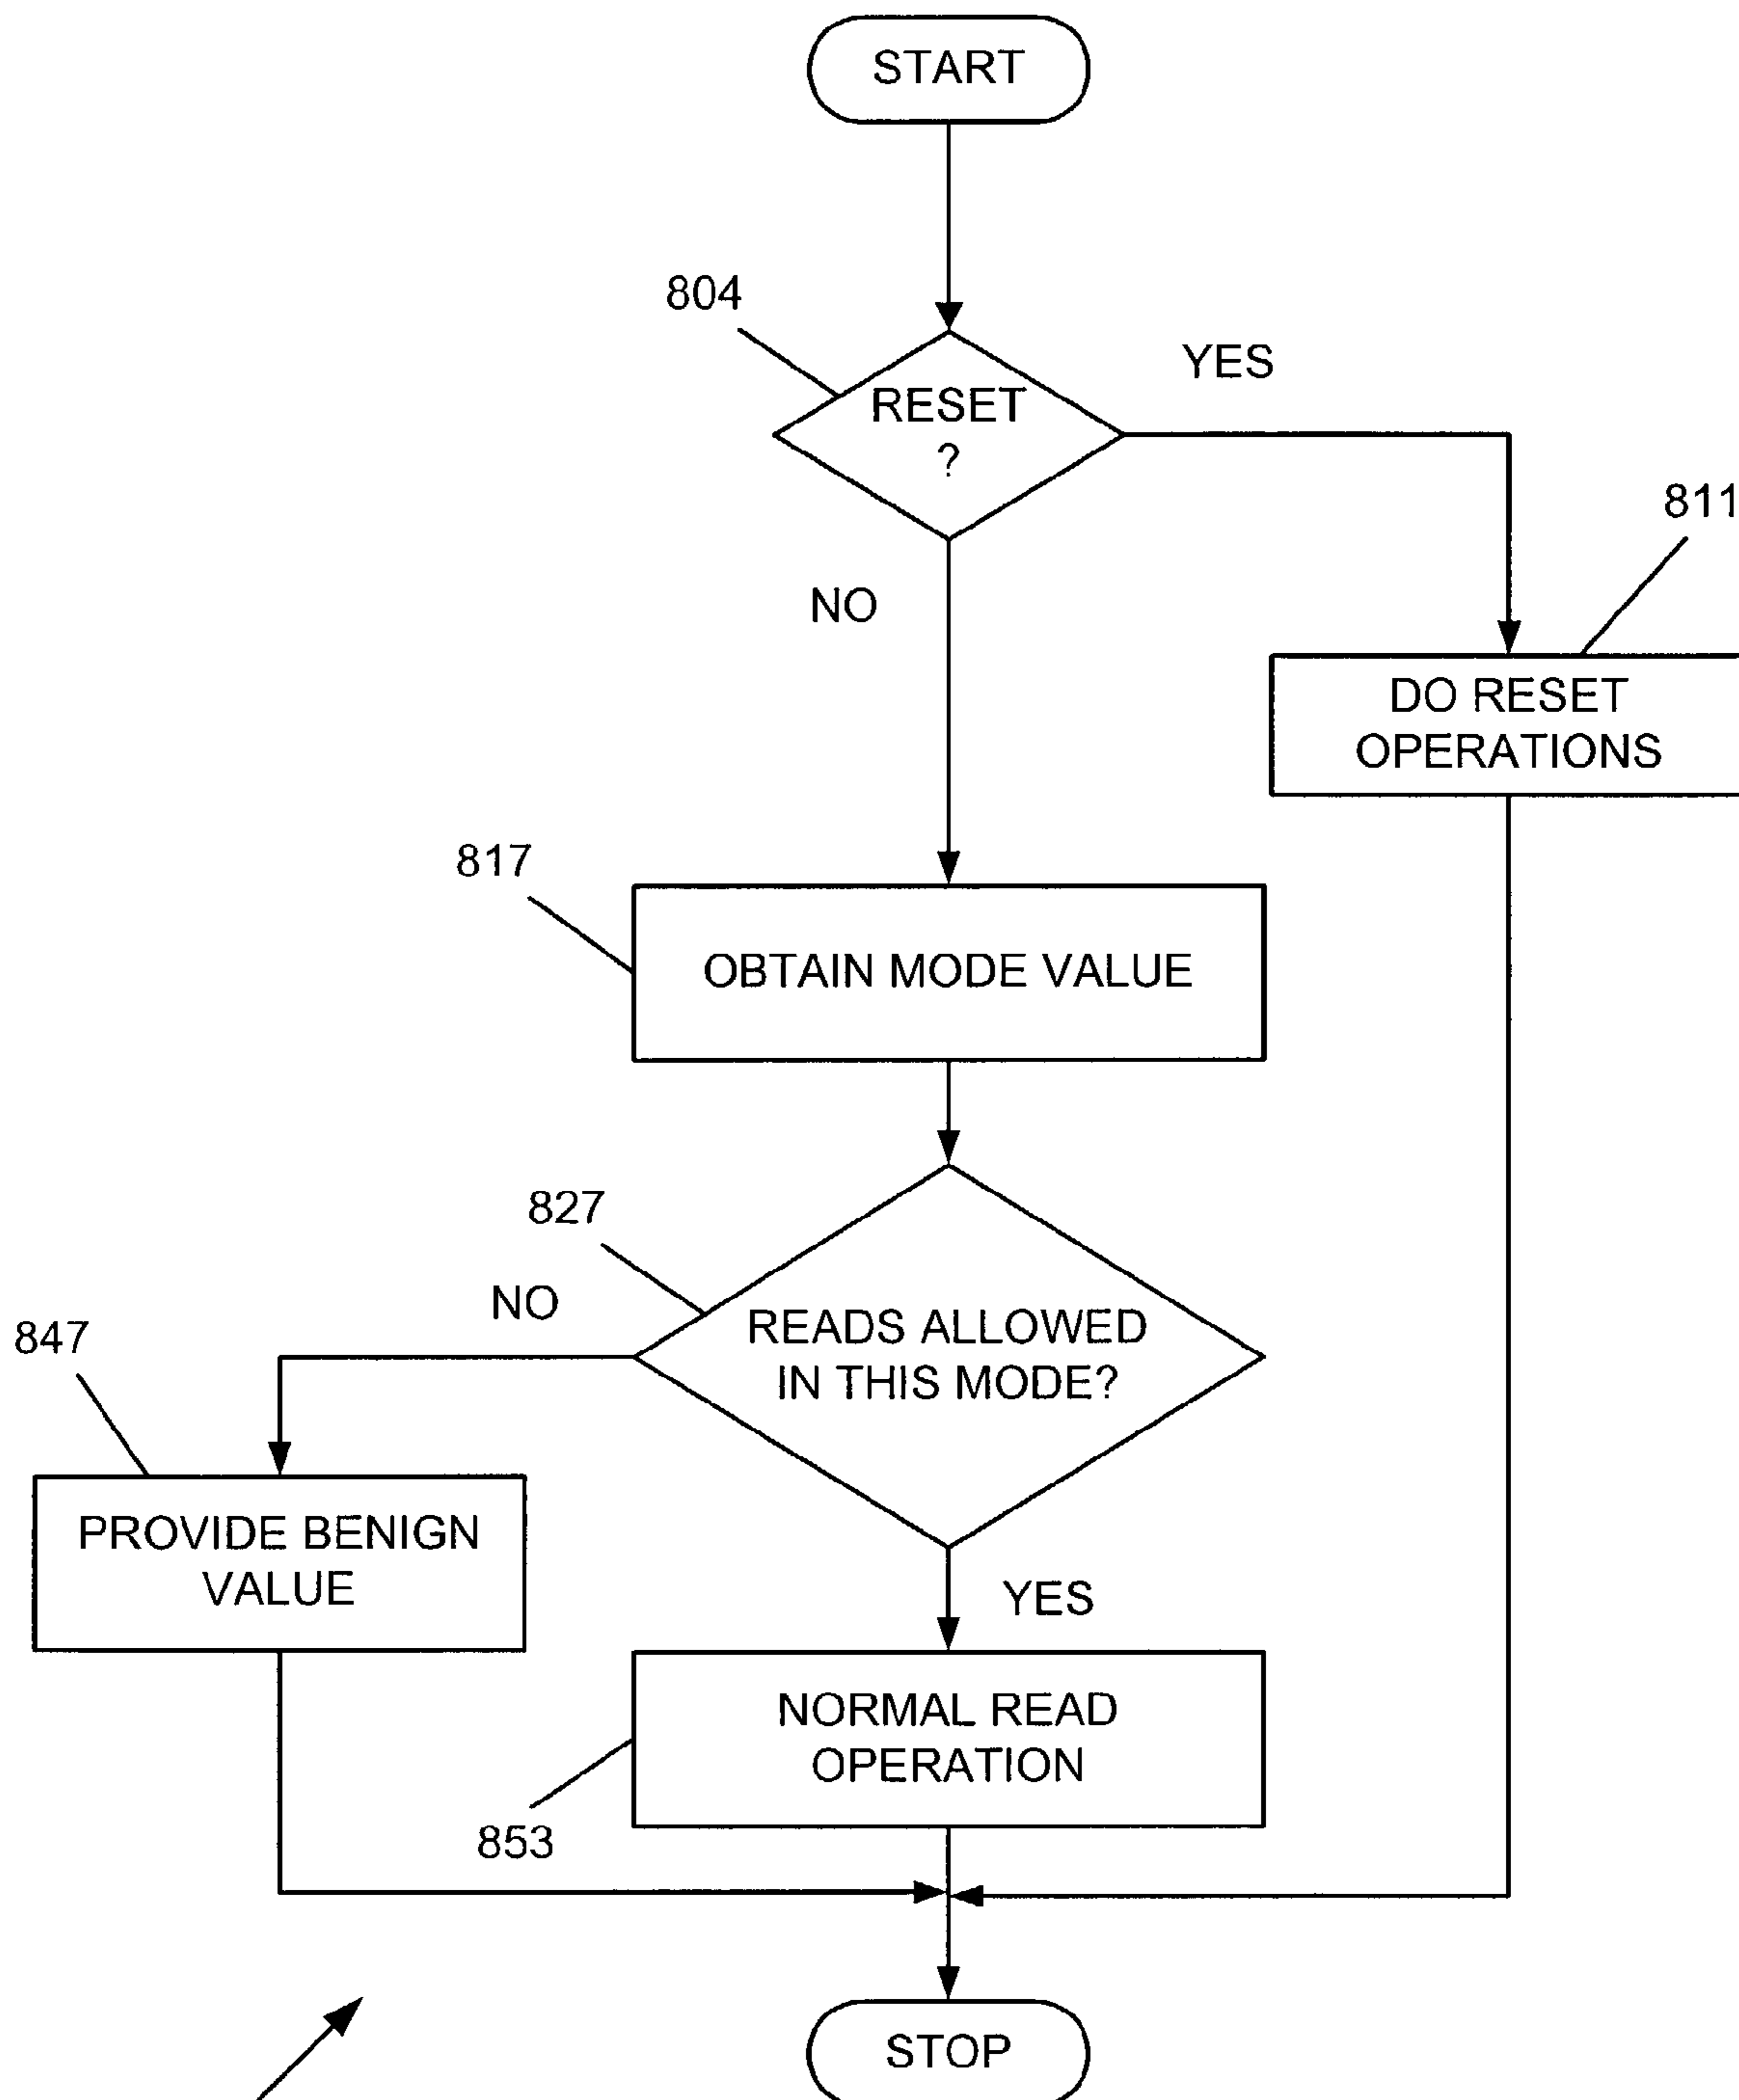 START
804
YES
RESET
?
811
NO
DO RESET
OPERATIONS
817
OBTAIN MODE VALUE
827
NO
READS ALLOWED
IN THIS MODE?
847
PROVIDE BENIGN
VALUE
YES
NORMAL READ
OPERATION
853
STOP